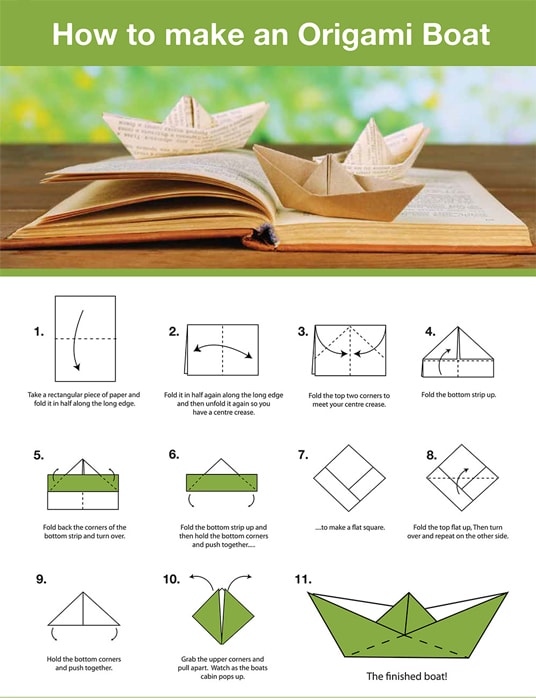 How to make an Origami Boat
1.
Take a rectangular piece of paper and
fold it in half along the long edge.
2.
Fold it in half again along the long edge
and then unfold it again so you
have a centre crease.
3.
Fold the top two corners to
meet your centre crease.
4.
Fold the bottom strip up.
5.
Fold back the corners of the
bottom strip and turn over.
6.
Fold the bottom strip up and
then hold the bottom corners
and push together....
7.
....to make a flat square.
8.
Fold the top flat up, Then turn
over and repeat on the other side.
9.
Hold the bottom corners
and push together.
10.
Grab the upper corners and
pull apart.  Watch as the boats
cabin pops up.
11.
The finished boat!